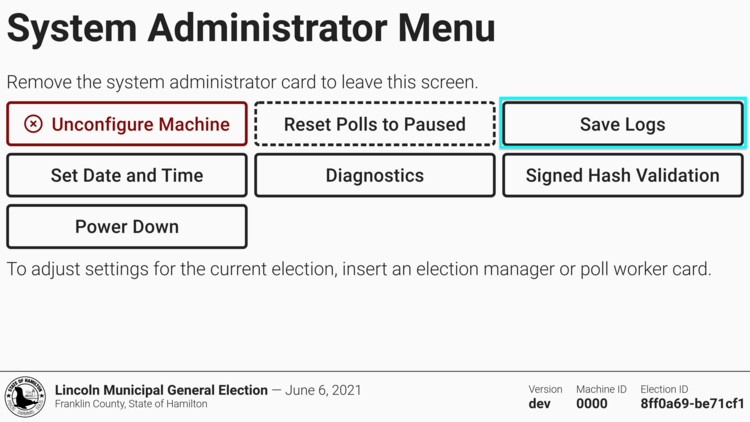 System Administrator Menu
Remove the system administrator card to leave this screen.
Unconfigure Machine
Reset Polls to Paused
Save Logs
Set Date and Time
Diagnostics
Signed Hash Validation
Power Down
To adjust settings for the current election, insert an election manager or poll worker card.
STATE OF HAMILTON
Lincoln Municipal General Election — June 6, 2021
Franklin County, State of Hamilton
Version
dev
Machine ID
0000
Election ID
8ff0a69-be71cf1